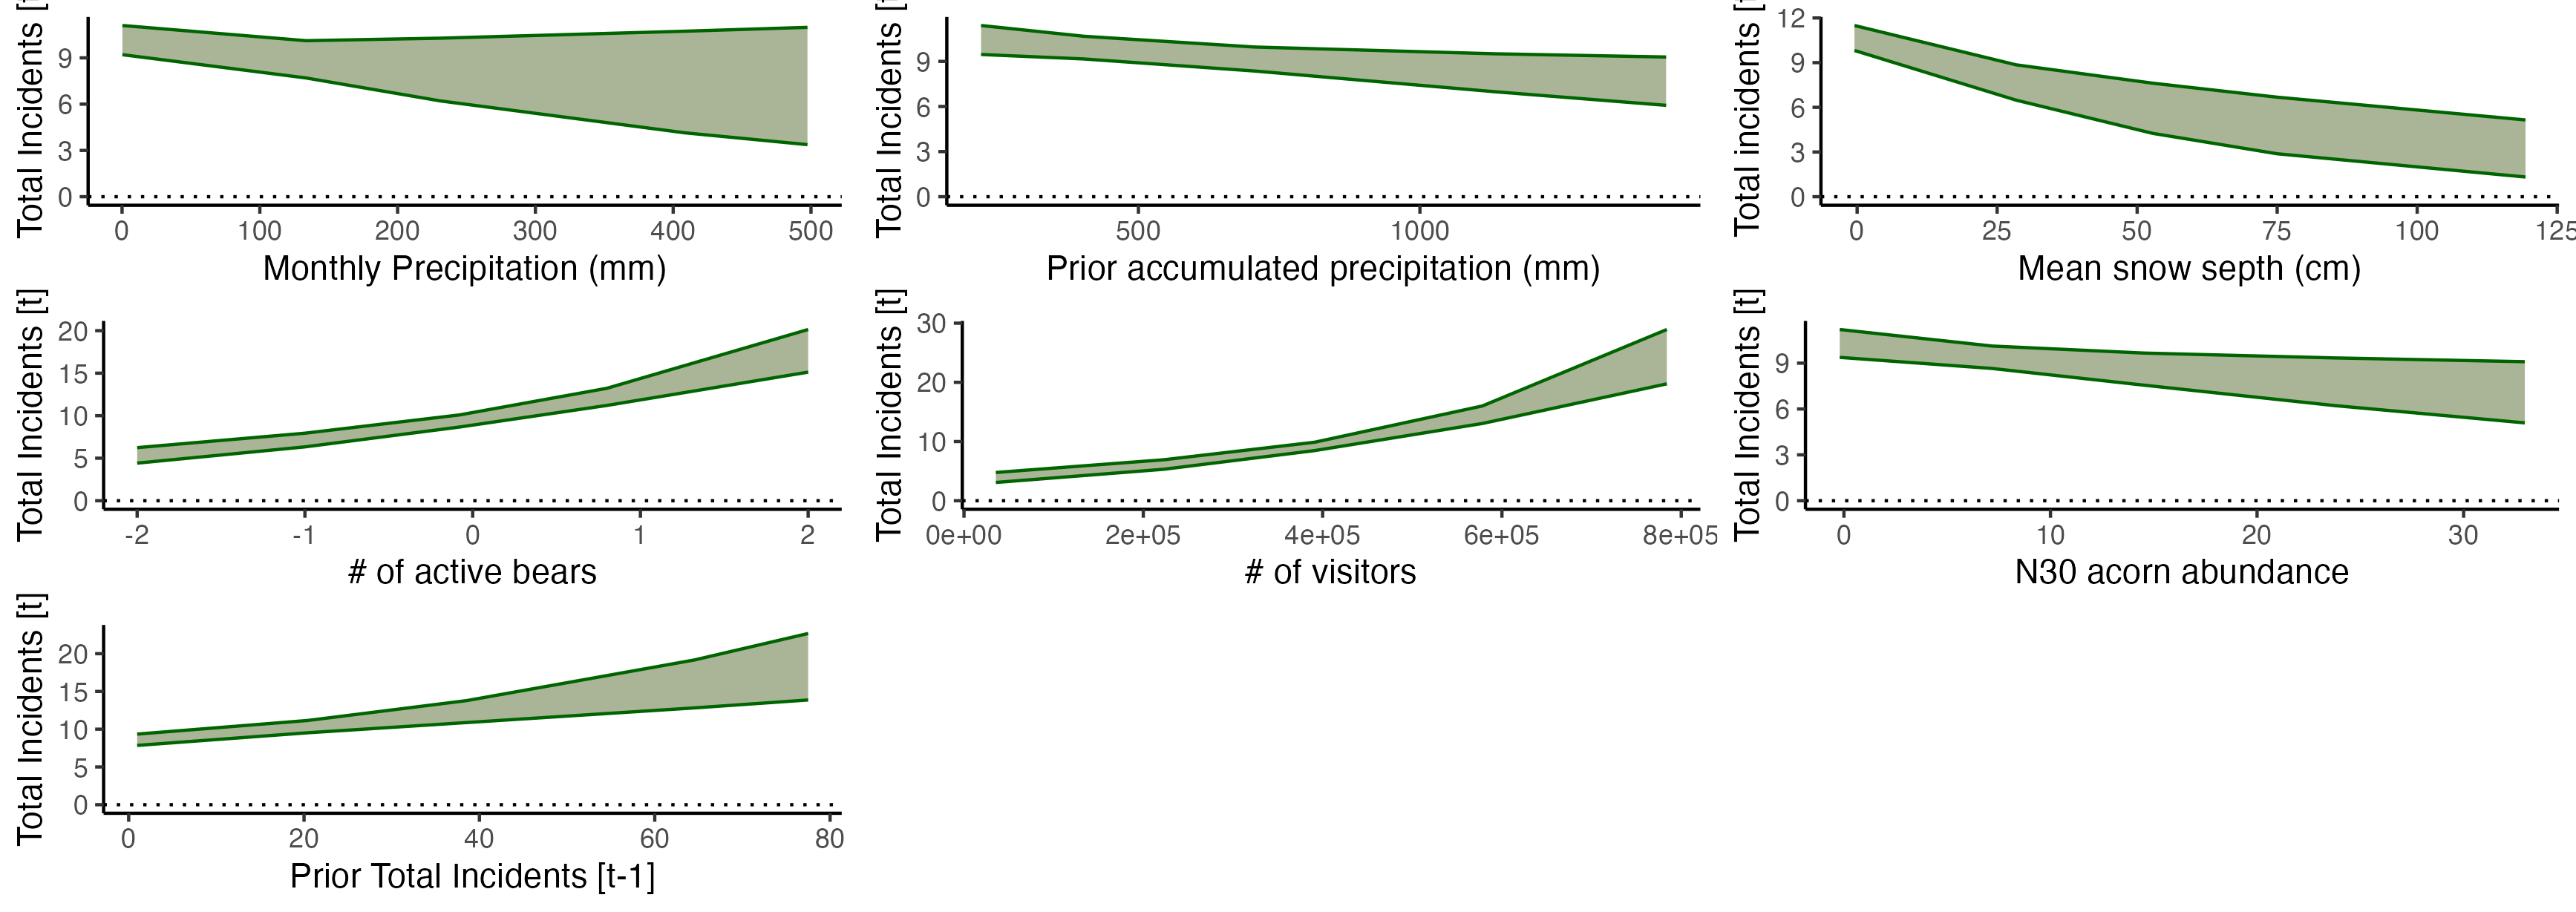 Total Incidents [t
9
6
3
0
0 100 200 300 400 500
Monthly Precipitation (mm)
Total Incidents [t
9
6
3
0
500 1000
Prior accumulated precipitation (mm)
Total incidents [t
12
9
6
3
0
0 25 50 75 100 125
Mean snow septh (cm)
Total Incidents [t]
20
15
10
5
0
-2 -1 0 1 2
# of active bears
Total Incidents [t]
30
20
10
0
0e+00 2e+05 4e+05 6e+05 8e+05
# of visitors
Total Incidents [t]
9
6
3
0
0 10 20 30
N30 acorn abundance
Total Incidents [t]
20
15
10
5
0
0 20 40 60 80
Prior Total Incidents [t-1]